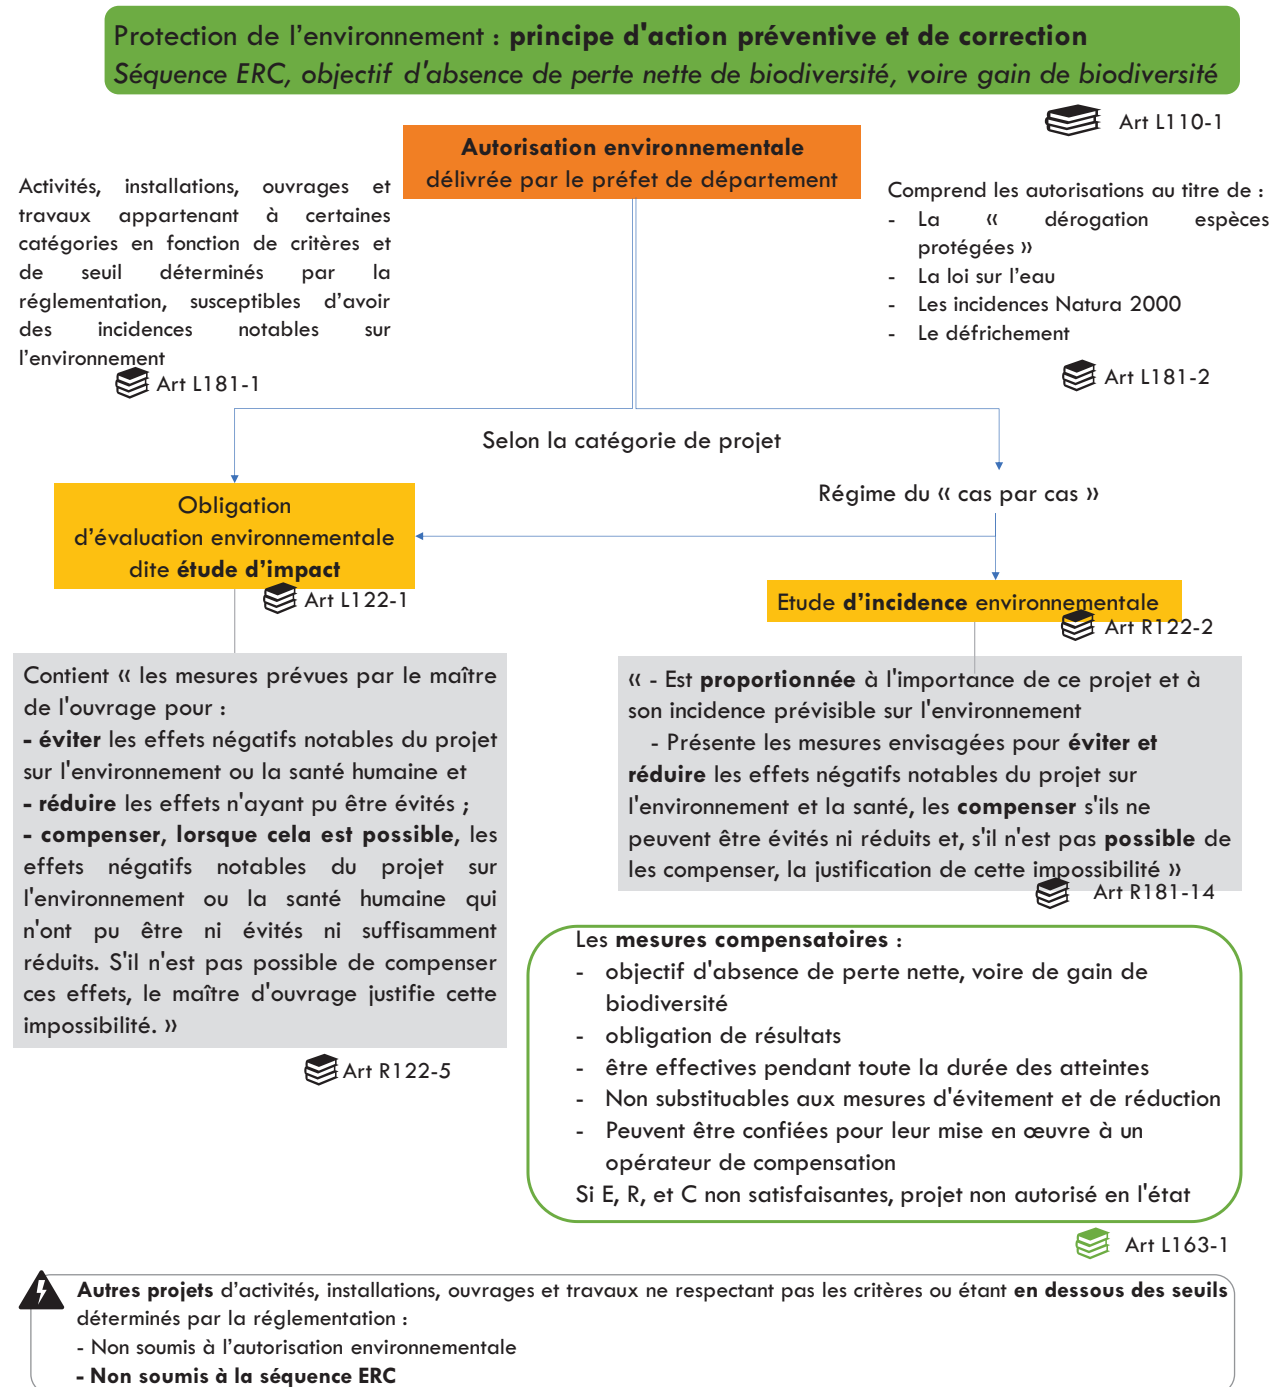 Protection de l’environnement : principe d'action préventive et de correction
Séquence ERC, objectif d'absence de perte nette de biodiversité, voire gain de biodiversité
Art L110-1
Autorisation environnementale
délivrée par le préfet de département
Activités, installations, ouvrages et
travaux appartenant à certaines
catégories en fonction de critères et
de seuil déterminés par la
réglementation, susceptibles d’avoir
des incidences notables sur
l’environnement
Art L181-1
Comprend les autorisations au titre de :
- La « dérogation espèces
protégées »
- La loi sur l’eau
- Les incidences Natura 2000
- Le défrichement
Art L181-2
Selon la catégorie de projet
Obligation
d’évaluation environnementale
dite étude d’impact
Art L122-1
Régime du « cas par cas »
Etude d’incidence environnementale
Art R122-2
Contient « les mesures prévues par le maître
de l'ouvrage pour :
- éviter les effets négatifs notables du projet
sur l'environnement ou la santé humaine et
- réduire les effets n'ayant pu être évités ;
- compenser, lorsque cela est possible, les
effets négatifs notables du projet sur
l'environnement ou la santé humaine qui
n'ont pu être ni évités ni suffisamment
réduits. S'il n'est pas possible de compenser
ces effets, le maître d'ouvrage justifie cette
impossibilité. »
Art R122-5
« - Est proportionnée à l'importance de ce projet et à
son incidence prévisible sur l'environnement
- Présente les mesures envisagées pour éviter et
réduire les effets négatifs notables du projet sur
l'environnement et la santé, les compenser s'ils ne
peuvent être évités ni réduits et, s'il n'est pas possible de
les compenser, la justification de cette impossibilité »
Art R181-14
Les mesures compensatoires :
- objectif d'absence de perte nette, voire de gain de
biodiversité
- obligation de résultats
- être effectives pendant toute la durée des atteintes
- Non substituables aux mesures d'évitement et de réduction
- Peuvent être confiées pour leur mise en œuvre à un
opérateur de compensation
Si E, R, et C non satisfaisantes, projet non autorisé en l'état
Art L163-1
Autres projets d’activités, installations, ouvrages et travaux ne respectant pas les critères ou étant en dessous des seuils
déterminés par la réglementation :
- Non soumis à l’autorisation environnementale
- Non soumis à la séquence ERC